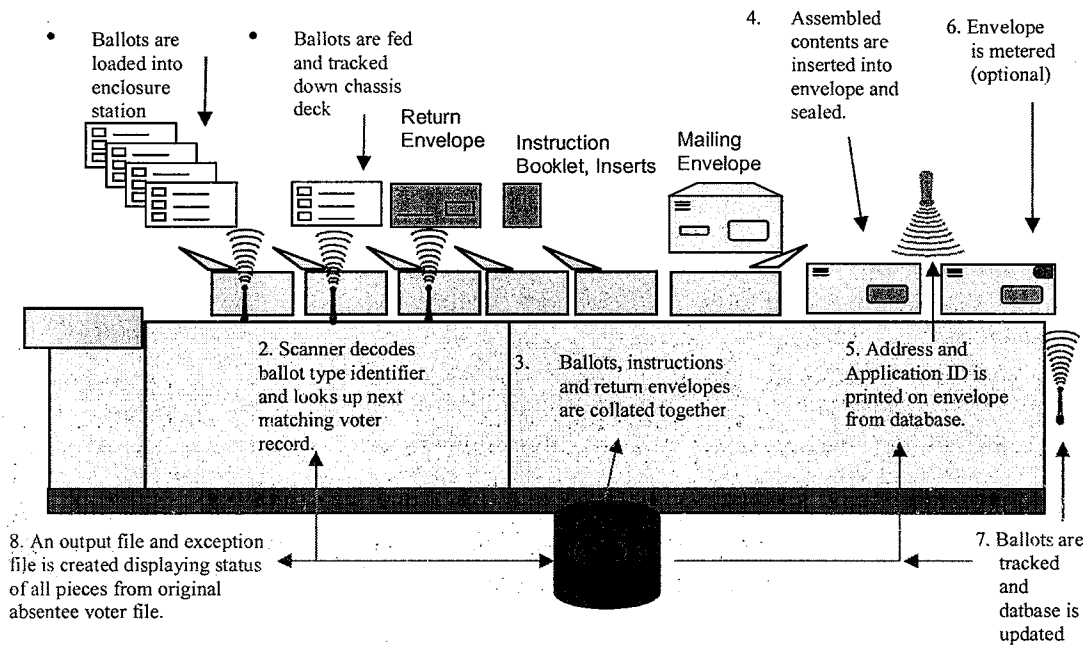 • Ballots are
loaded into
enclosure
station
• Ballots are fed
and tracked
down chassis
deck
Return
Envelope
Instruction
Booklet, Inserts
Mailing
Envelope
4. Assembled
contents are
inserted into
envelope and
sealed.
6. Envelope
is metered
(optional)
2. Scanner decodes
ballot type identifier
and looks up next
matching voter
record.
3. Ballots, instructions
and return envelopes
are collated together
5. Address and
Application ID is
printed on envelope
from database.
7. Ballots are
tracked
and
datbase is
updated
8. An output file and exception
file is created displaying status
of all pieces from original
absentee voter file.